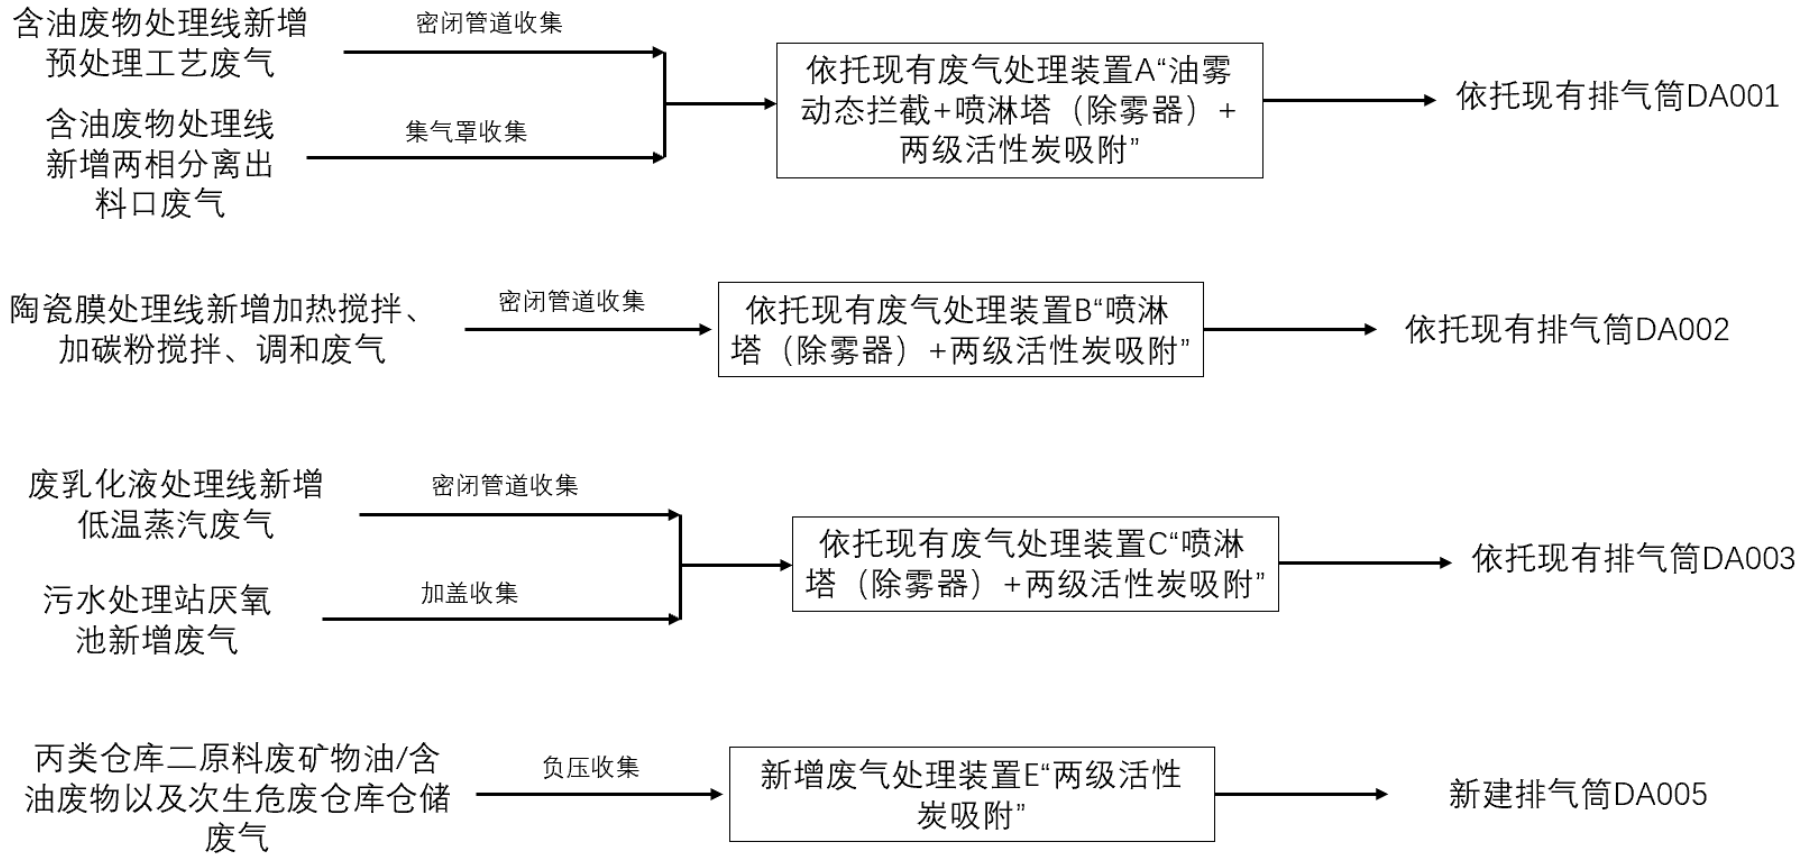 含油废物处理线新增
预处理工艺废气
密闭管道收集
含油废物处理线
新增两相分离出
料口废气
集气罩收集
依托现有废气处理装置A“油雾
动态拦截+喷淋塔（除雾器）+
两级活性炭吸附”
依托现有排气筒DA001
陶瓷膜处理线新增加热搅拌、
加碳粉搅拌、调和废气
密闭管道收集
依托现有废气处理装置B“喷淋
塔（除雾器）+两级活性炭吸附”
依托现有排气筒DA002
废乳化液处理线新增
低温蒸汽废气
密闭管道收集
污水处理站厌氧
池新增废气
加盖收集
依托现有废气处理装置C“喷淋
塔（除雾器）+两级活性炭吸附”
依托现有排气筒DA003
丙类仓库二原料废矿物油/含
油废物以及次生危废仓库仓储
废气
负压收集
新增废气处理装置E“两级活性
炭吸附”
新建排气筒DA005